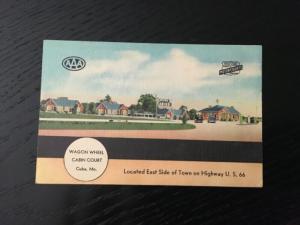 AAA
WAGON WHEEL
CABIN COURT
Cuba, Mo.
Located East Side of Town on Highway U. S. 66